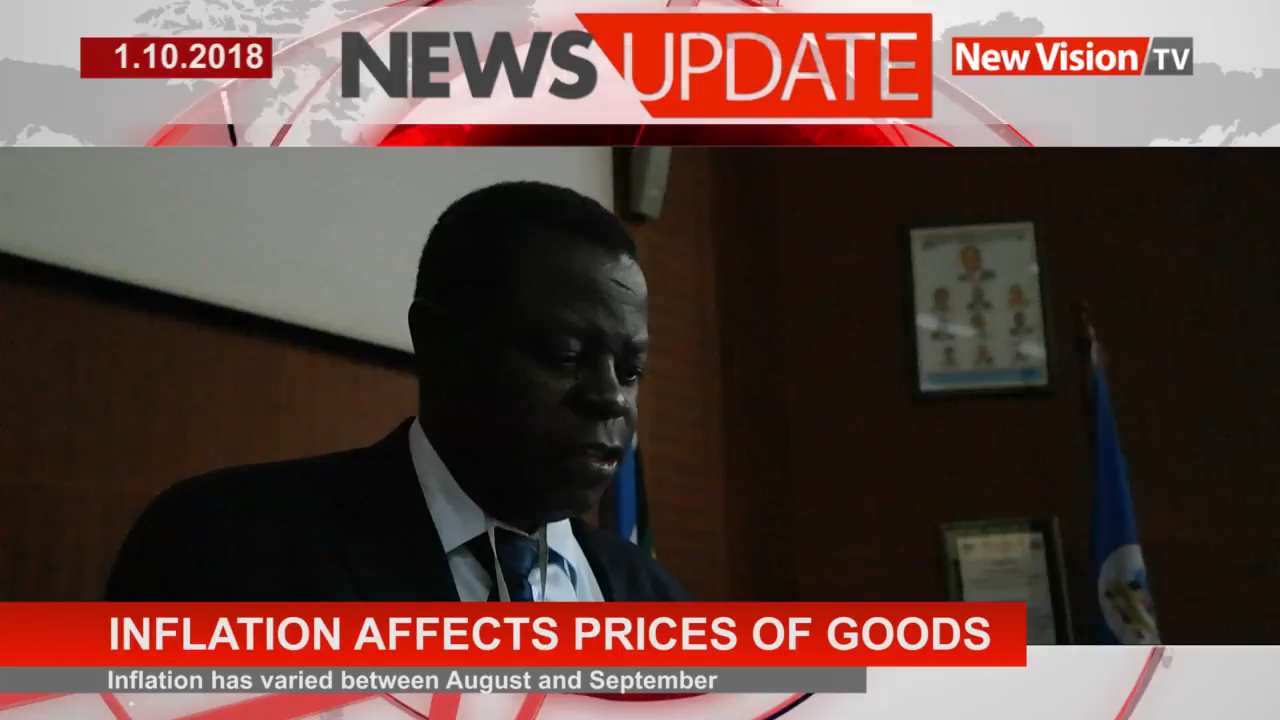 1.10.2018
NEWS UPDATE
New Vision TV
INFLATION AFFECTS PRICES OF GOODS
Inflation has varied between August and September